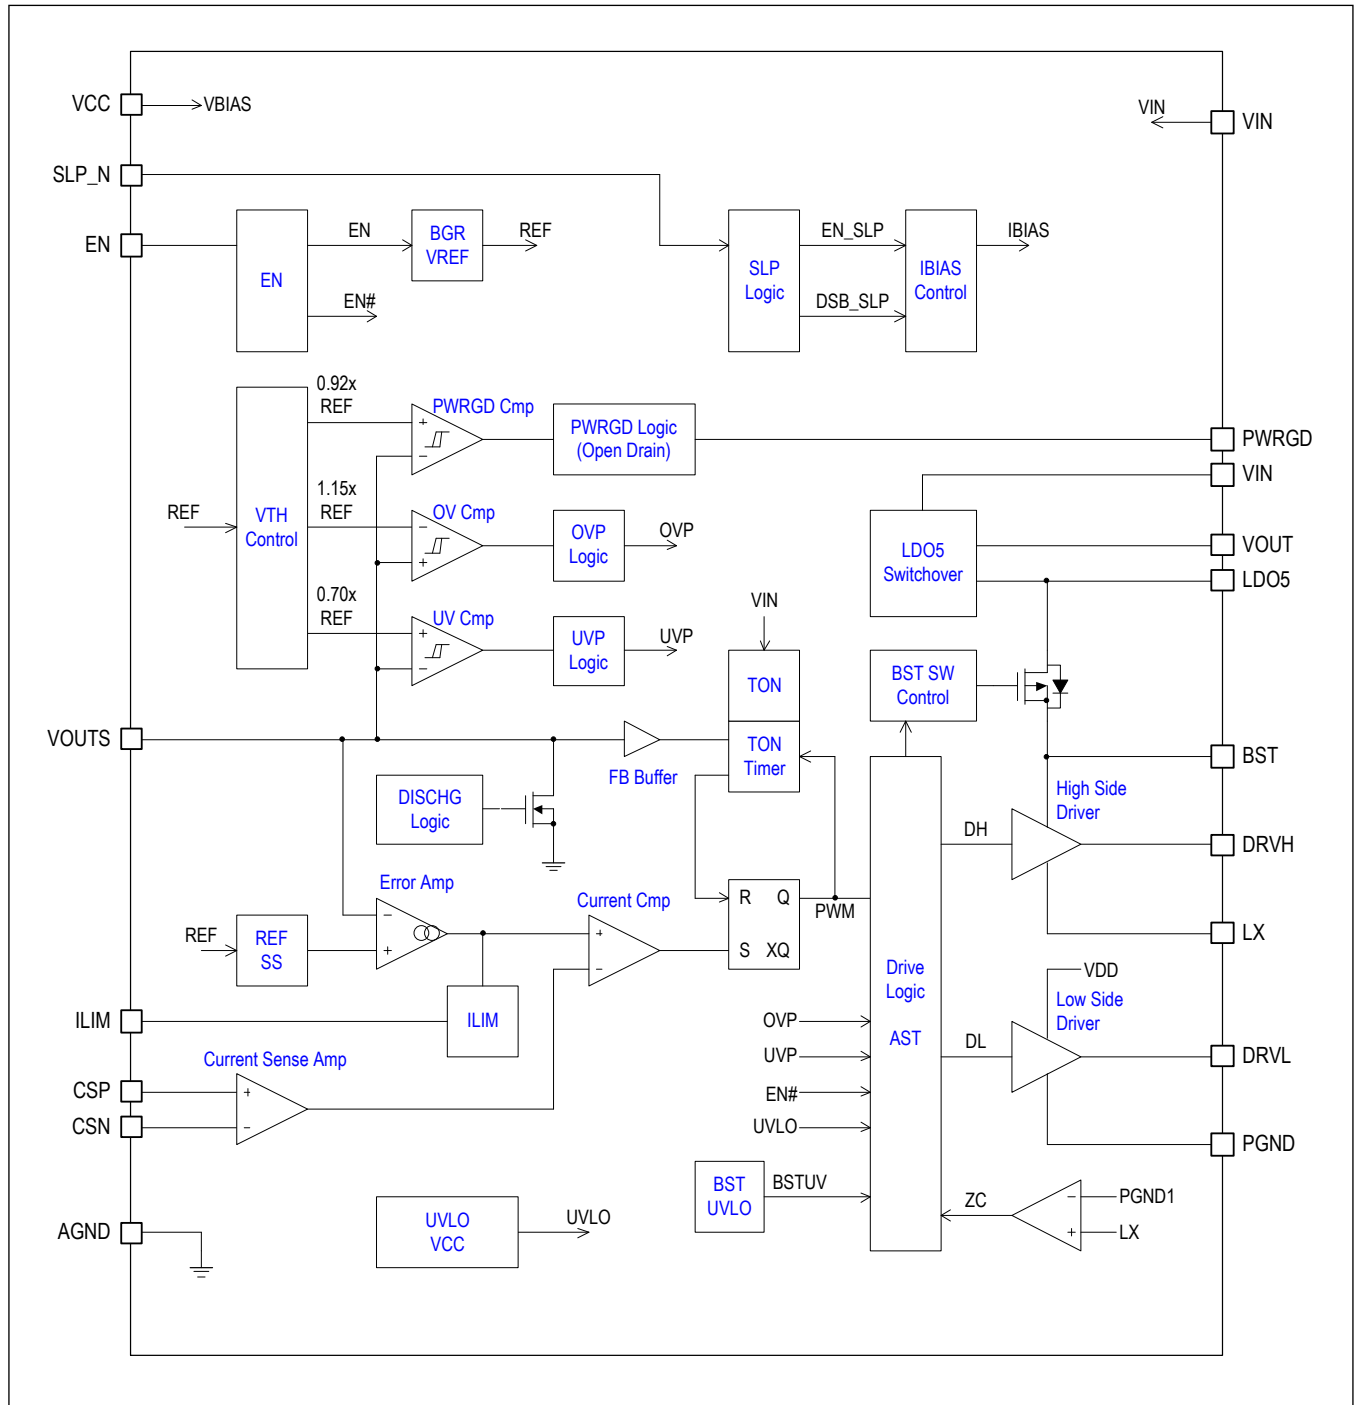 VCC
VBIAS
VIN
VIN
SLP_N
EN
EN
EN
EN#
BGR
VREF
REF
SLP
Logic
EN_SLP
DSB_SLP
IBIAS
Control
IBIAS
0.92x
REF
PWRGD Cmp
+
−
PWRGD Logic
(Open Drain)
PWRGD
VIN
REF
VTH
Control
1.15x
REF
OV Cmp
−
+
OVP
Logic
OVP
LDO5
Switchover
VOUT
LDO5
0.70x
REF
UV Cmp
+
−
UVP
Logic
UVP
VIN
TON
BST SW
Control
VOUTS
FB Buffer
TON
Timer
BST
DISCHG
Logic
High Side
Driver
DH
DRVH
Error Amp
−
+
Current Cmp
+
−
R Q
S XQ
PWM
REF
REF
SS
LX
Drive
Logic
AST
VDD
Low Side
Driver
ILIM
ILIM
OVP
UVP
EN#
UVLO
DL
DRVL
Current Sense Amp
CSP
+
CSN
−
PGND
BST
UVLO
BSTUV
ZC
−
PGND1
+
LX
AGND
UVLO
VCC
UVLO